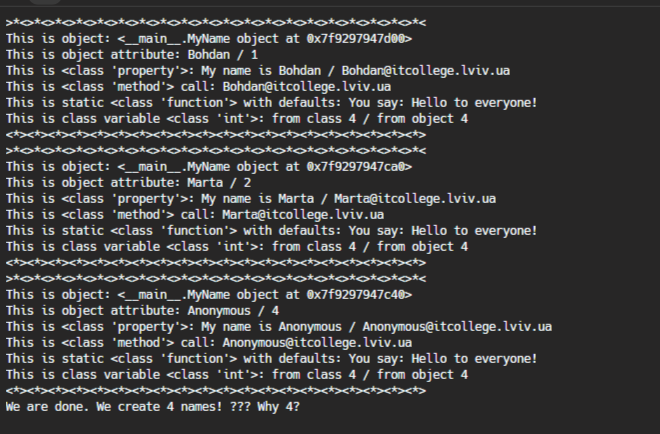 >*<>*<>*<>*<>*<>*<>*<>*<>*<>*<>*<>*<>*<>*<>*<>*<>*<>*<>*<>*<
This is object: <__main__.MyName object at 0x7f9297947d00>
This is object attribute: Bohdan / 1
This is <class 'property'>: My name is Bohdan / Bohdan@itcollege.lviv.ua
This is <class 'method'> call: Bohdan@itcollege.lviv.ua
This is static <class 'function'> with defaults: You say: Hello to everyone!
This is class variable <class 'int'>: from class 4 / from object 4
<*><*><*><*><*><*><*><*><*><*><*><*><*><*><*><*><*><*><*><*>
>*<>*<>*<>*<>*<>*<>*<>*<>*<>*<>*<>*<>*<>*<>*<>*<>*<>*<>*<>*<
This is object: <__main__.MyName object at 0x7f9297947ca0>
This is object attribute: Marta / 2
This is <class 'property'>: My name is Marta / Marta@itcollege.lviv.ua
This is <class 'method'> call: Marta@itcollege.lviv.ua
This is static <class 'function'> with defaults: You say: Hello to everyone!
This is class variable <class 'int'>: from class 4 / from object 4
<*><*><*><*><*><*><*><*><*><*><*><*><*><*><*><*><*><*><*><*>
>*<>*<>*<>*<>*<>*<>*<>*<>*<>*<>*<>*<>*<>*<>*<>*<>*<>*<>*<>*<
This is object: <__main__.MyName object at 0x7f9297947c40>
This is object attribute: Anonymous / 4
This is <class 'property'>: My name is Anonymous / Anonymous@itcollege.lviv.ua
This is <class 'method'> call: Anonymous@itcollege.lviv.ua
This is static <class 'function'> with defaults: You say: Hello to everyone!
This is class variable <class 'int'>: from class 4 / from object 4
<*><*><*><*><*><*><*><*><*><*><*><*><*><*><*><*><*><*><*><*>
We are done. We create 4 names! ??? Why 4?